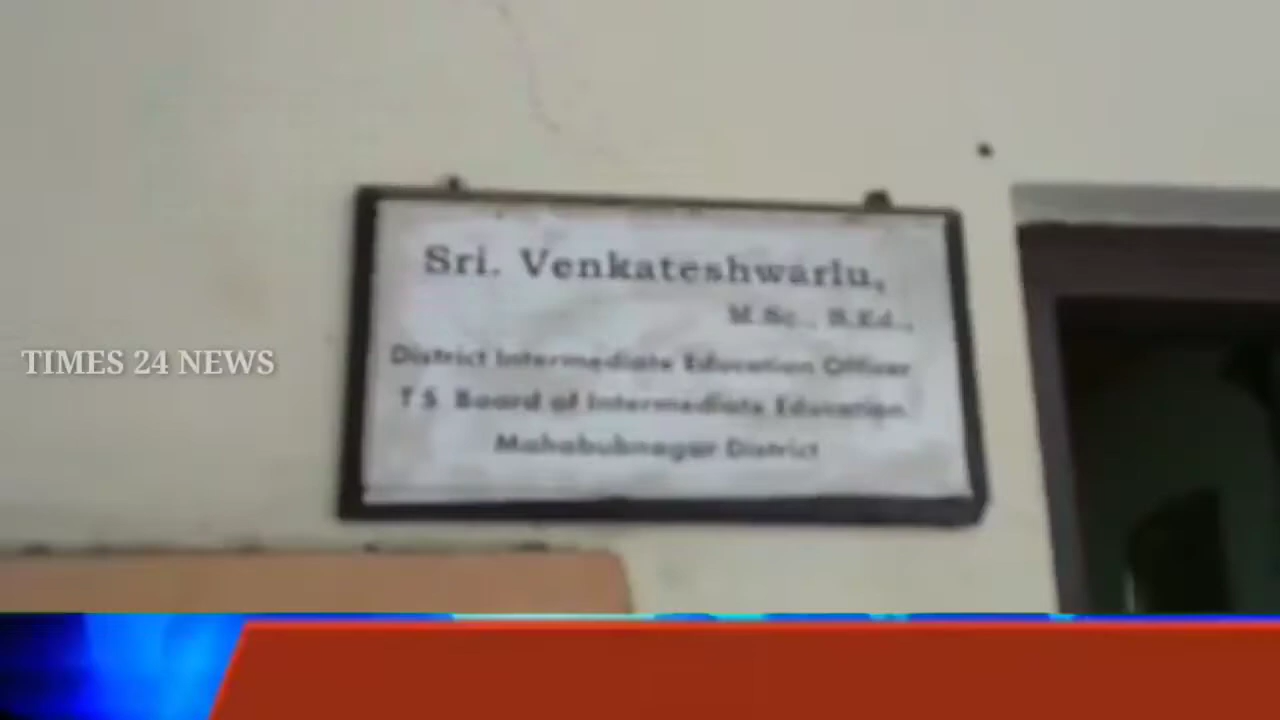 Sri. Venkateshwarlu,
M.Sc., B.Ed.,
District Intermediate Education Officer
TIMES 24 NEWS
T S Board of Intermediate Education
Mahabubnagar District